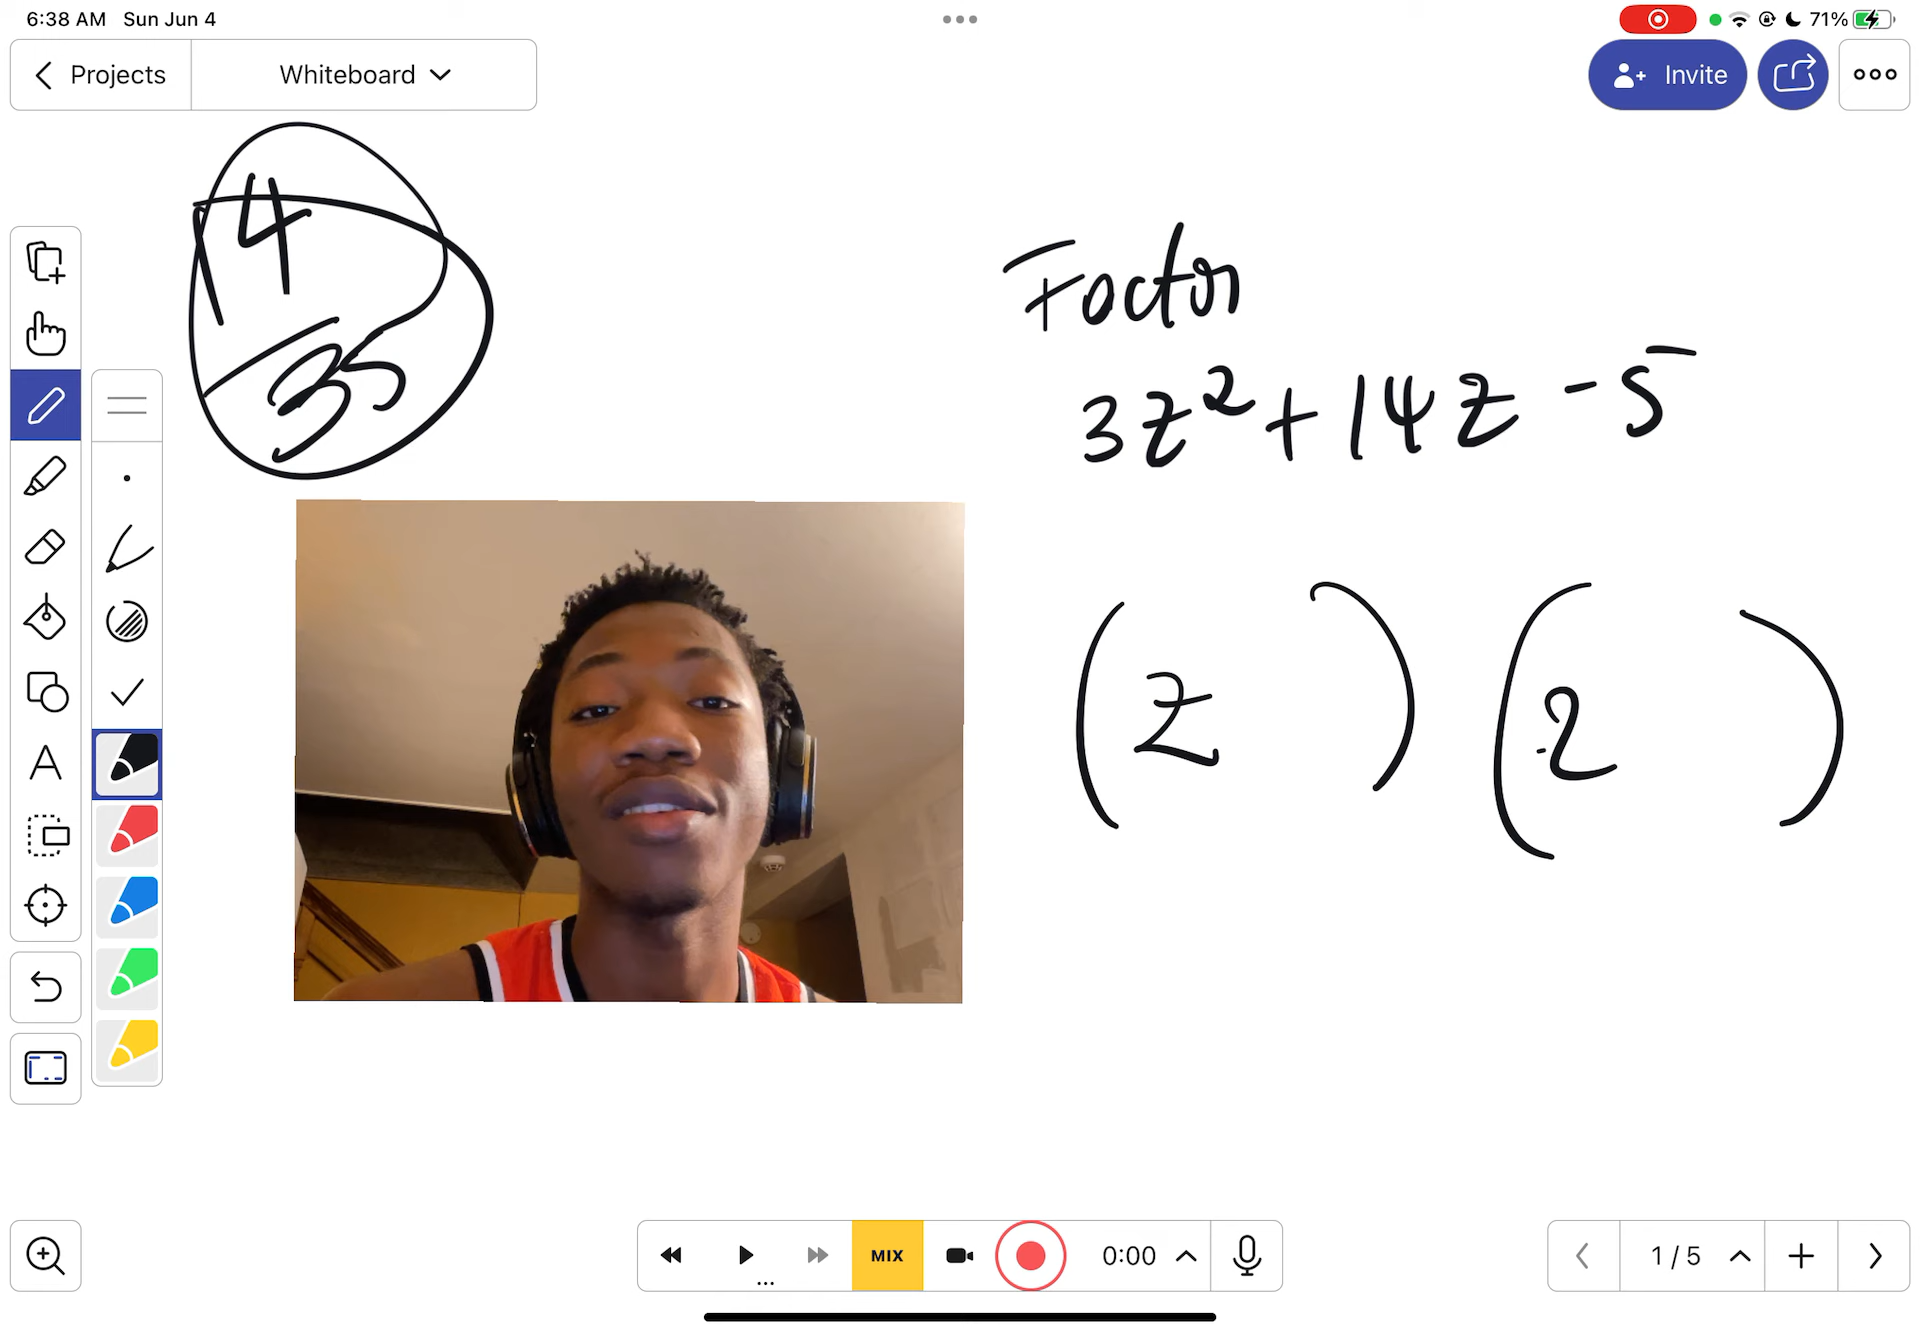 6:38 AM Sun Jun 4
71%
Projects
Whiteboard
Invite
14
35
Factor
3z²+14z-5
(z )(2 )
A
MIX
0:00
1/5